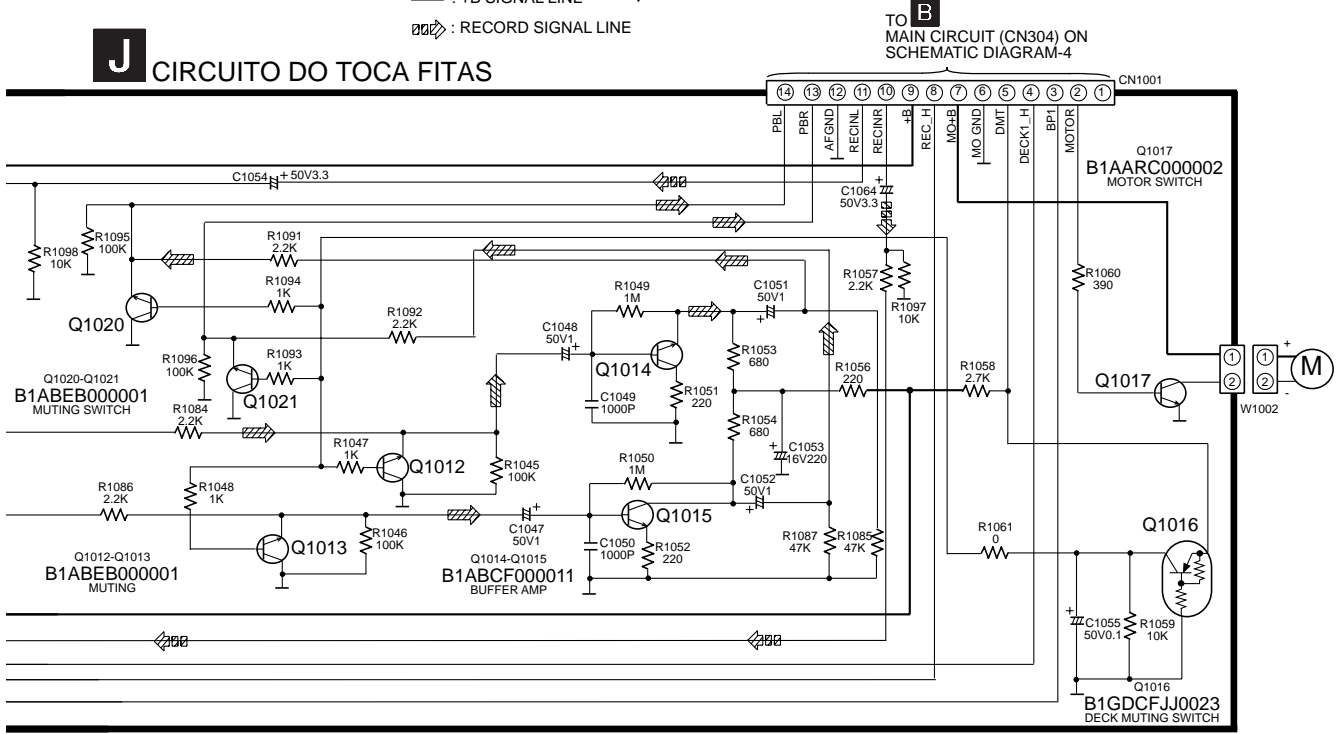 : TD SIGNAL LINE
: RECORD SIGNAL LINE
TO B
MAIN CIRCUIT (CN304) ON
SCHEMATIC DIAGRAM-4
J CIRCUITO DO TOCA FITAS
CN1001
14 13 12 11 10 9 8 7 6 5 4 3 2 1
PBL
PBR
AFGND
RECINL
RECINR
+B
REC_H
MO+B
MO GND
DMT
DECK1_H
BP1
MOTOR
Q1017
B1AARC000002
MOTOR SWITCH
C1054 + 50V3.3
+
C1064
50V3.3
R1098
10K
R1095
100K
R1091
2.2K
R1094
1K
Q1020
R1092
2.2K
R1049
1M
C1051
50V1
+
R1057
2.2K
R1097
10K
R1060
390
C1048
50V1
+
R1096
100K
R1093
1K
Q1021
Q1020-Q1021
B1ABEB000001
MUTING SWITCH
Q1014
R1053
680
R1051
220
R1056
220
R1058
2.7K
Q1017
1
2
1
2
+
-
M
W1002
C1049
1000P
R1054
680
R1084
2.2K
R1047
1K
Q1012
R1045
100K
+
C1053
16V220
R1050
1M
C1052
50V1
+
R1086
2.2K
R1048
1K
Q1013
R1046
100K
+
C1047
50V1
Q1015
C1050
1000P
R1052
220
R1087
47K
R1085
47K
R1061
0
Q1016
Q1012-Q1013
B1ABEB000001
MUTING
Q1014-Q1015
B1ABCF000011
BUFFER AMP
+
C1055
50V0.1
R1059
10K
Q1016
B1GDCFJJ0023
DECK MUTING SWITCH